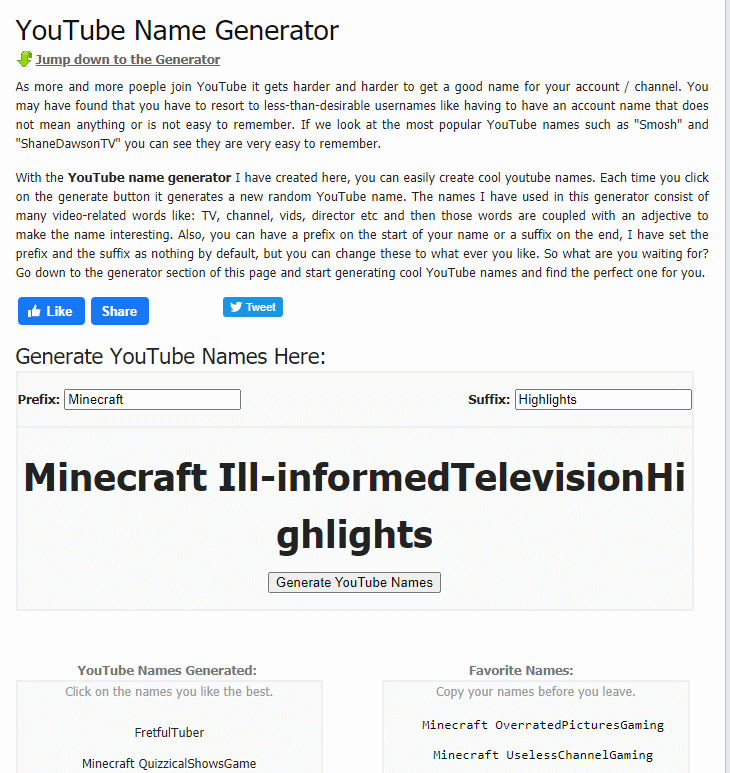 YouTube Name Generator
Jump down to the Generator
As more and more poeple join YouTube it gets harder and harder to get a good name for your account / channel. You
may have found that you have to resort to less-than-desirable usernames like having to have an account name that does
not mean anything or is not easy to remember. If we look at the most popular YouTube names such as "Smosh" and
"ShaneDawsonTV" you can see they are very easy to remember.
With the YouTube name generator I have created here, you can easily create cool youtube names. Each time you click
on the generate button it generates a new random YouTube name. The names I have used in this generator consist of
many video-related words like: TV, channel, vids, director etc and then those words are coupled with an adjective to
make the name interesting. Also, you can have a prefix on the start of your name or a suffix on the end, I have set the
prefix and the suffix as nothing by default, but you can change these to what ever you like. So what are you waiting for?
Go down to the generator section of this page and start generating cool YouTube names and find the perfect one for you.
Like Share Tweet
Generate YouTube Names Here:
Prefix: Minecraft Suffix: Highlights
Minecraft Ill-informedTelevisionHi
ghlights
Generate YouTube Names
YouTube Names Generated: Favorite Names:
Click on the names you like the best. Copy your names before you leave.
FretfulTuber Minecraft OverratedPicturesGaming
Minecraft QuizzicalShowsGame Minecraft UselessChannelGaming